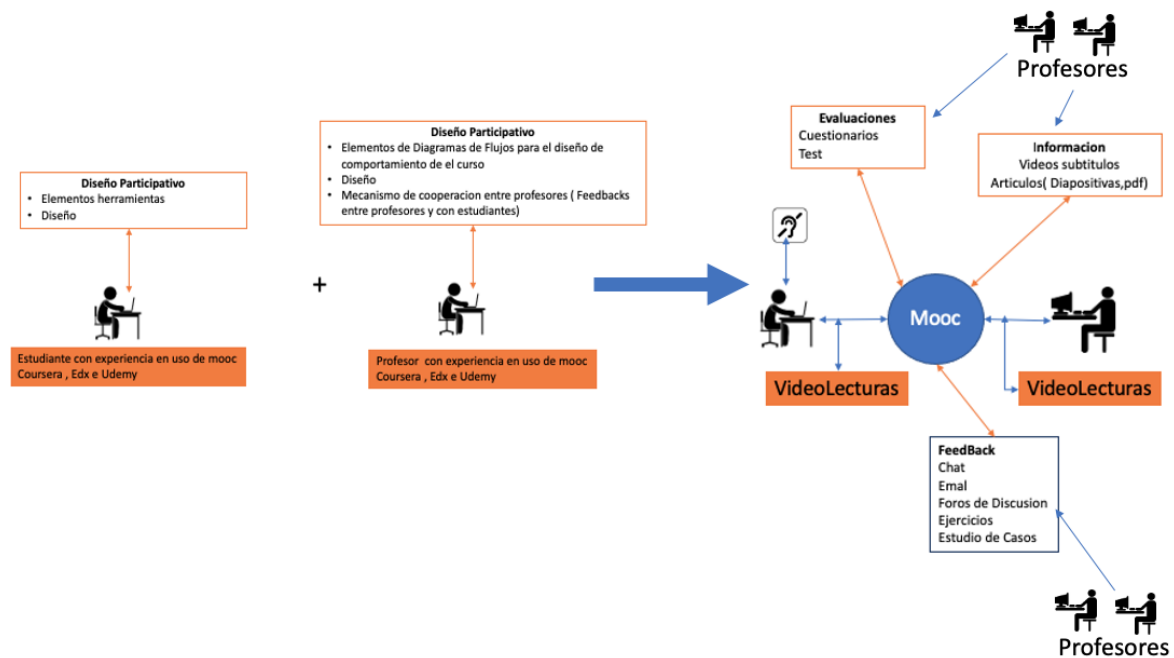 Diseño Participativo
• Elementos herramientas
• Diseño
Estudiante con experiencia en uso de mooc
Coursera , Edx e Udemy
+
Diseño Participativo
• Elementos de Diagramas de Flujos para el diseño de
comportamiento de el curso
• Diseño
• Mecanismo de cooperacion entre profesores ( Feedbacks
entre profesores y con estudiantes)
Profesor con experiencia en uso de mooc
Coursera , Edx e Udemy
Profesores
Evaluaciones
Cuestionarios
Test
Informacion
Videos subtitulos
Articulos( Diapositivas,pdf)
Mooc
VideoLecturas
VideoLecturas
FeedBack
Chat
Emal
Foros de Discusion
Ejercicios
Estudio de Casos
Profesores